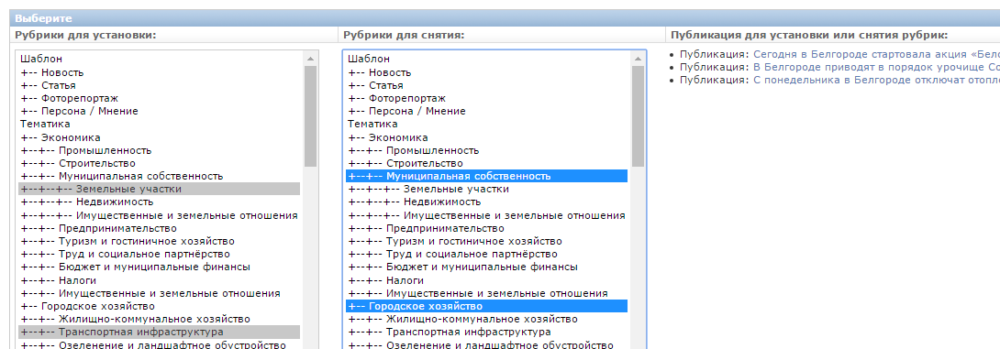 Выберите
Рубрики для установки:
Шаблон
+-- Новость
+-- Статья
+-- Фоторепортаж
+-- Персона / Мнение
Тематика
+-- Экономика
+--+-- Промышленность
+--+-- Строительство
+--+-- Муниципальная собственность
+--+--+-- Земельные участки
+--+--+-- Недвижимость
+--+--+-- Имущественные и земельные отношения
+--+-- Предпринимательство
+--+-- Туризм и гостиничное хозяйство
+--+-- Труд и социальное партнёрство
+--+-- Бюджет и муниципальные финансы
+--+-- Налоги
+--+-- Имущественные и земельные отношения
+-- Городское хозяйство
+--+-- Жилищно-коммунальное хозяйство
+--+-- Транспортная инфраструктура
+--+-- Озеленение и ландшафтное обустройство
Рубрики для снятия:
Шаблон
+-- Новость
+-- Статья
+-- Фоторепортаж
+-- Персона / Мнение
Тематика
+-- Экономика
+--+-- Промышленность
+--+-- Строительство
+--+-- Муниципальная собственность
+--+--+-- Земельные участки
+--+--+-- Недвижимость
+--+--+-- Имущественные и земельные отношения
+--+-- Предпринимательство
+--+-- Туризм и гостиничное хозяйство
+--+-- Труд и социальное партнёрство
+--+-- Бюджет и муниципальные финансы
+--+-- Налоги
+--+-- Имущественные и земельные отношения
+-- Городское хозяйство
+--+-- Жилищно-коммунальное хозяйство
+--+-- Транспортная инфраструктура
+--+-- Озеленение и ландшафтное обустройство
Публикация для установки или снятия рубрик:
• Публикация: Сегодня в Белгороде стартовала акция «Бело
• Публикация: В Белгороде приводят в порядок урочище Со
• Публикация: С понедельника в Белгороде отключат отопле